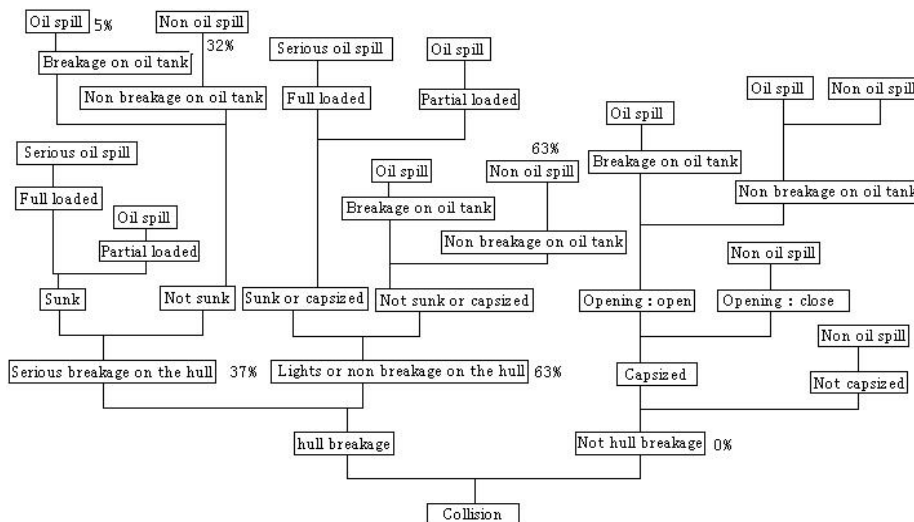 Oil spill 5%
Non oil spill
32%
Serious oil spill
Oil spill
Breakage on oil tank
Non breakage on oil tank
Full loaded
Partial loaded
Oil spill
Non oil spill
Oil spill
Serious oil spill
63%
Oil spill
Non oil spill
Breakage on oil tank
Full loaded
Breakage on oil tank
Non breakage on oil tank
Oil spill
Partial loaded
Non breakage on oil tank
Non oil spill
Sunk
Not sunk
Sunk or capsized
Not sunk or capsized
Opening : open
Opening : close
Non oil spill
Serious breakage on the hull 37%
Lights or non breakage on the hull 63%
Capsized
Not capsized
hull breakage
Not hull breakage 0%
Collision